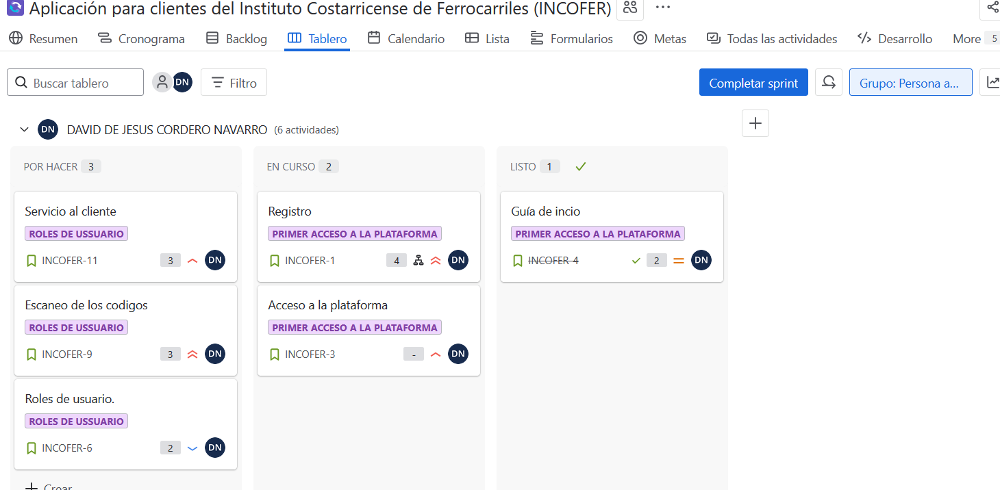 Aplicación para clientes del Instituto Costarricense de Ferrocarriles (INCOFER)
Resumen Cronograma Backlog Tablero Calendario Lista Formularios Metas Todas las actividades Desarrollo More 5
Buscar tablero DN Filtro Completar sprint Grupo: Persona a...
DN DAVID DE JESUS CORDERO NAVARRO (6 actividades)
POR HACER 3
Servicio al cliente
ROLES DE USSUARIO
INCOFER-11 3 DN
Escaneo de los codigos
ROLES DE USSUARIO
INCOFER-9 3 DN
Roles de usuario.
ROLES DE USSUARIO
INCOFER-6 2 DN
Crear
EN CURSO 2
Registro
PRIMER ACCESO A LA PLATAFORMA
INCOFER-1 4 DN
Acceso a la plataforma
PRIMER ACCESO A LA PLATAFORMA
INCOFER-3 - DN
LISTO 1
Guía de incio
PRIMER ACCESO A LA PLATAFORMA
INCOFER-4 2 DN